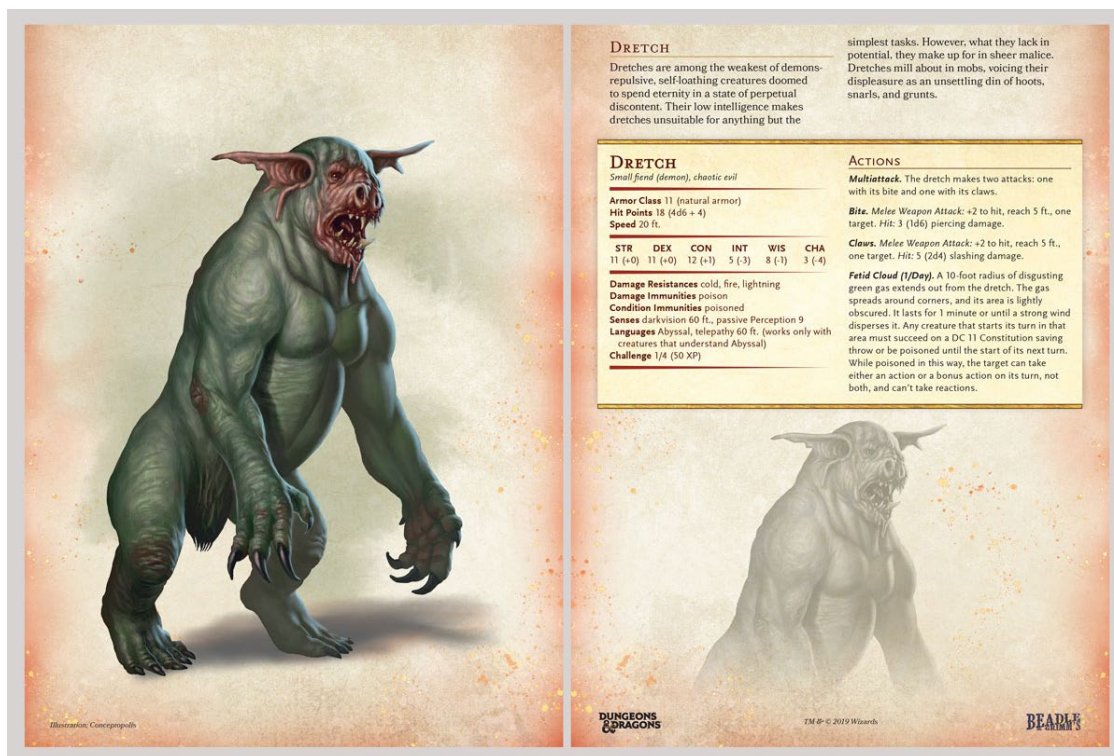 Illustration: Conceptopolis
DRETCH
Dretches are among the weakest of demons-
repulsive, self-loathing creatures doomed
to spend eternity in a state of perpetual
discontent. Their low intelligence makes
dretches unsuitable for anything but the
simplest tasks. However, what they lack in
potential, they make up for in sheer malice.
Dretches mill about in mobs, voicing their
displeasure as an unsettling din of hoots,
snarls, and grunts.
DRETCH
Small fiend (demon), chaotic evil
Armor Class 11 (natural armor)
Hit Points 18 (4d6 + 4)
Speed 20 ft.
STR DEX CON INT WIS CHA
11 (+0) 11 (+0) 12 (+1) 5 (-3) 8 (-1) 3 (-4)
Damage Resistances cold, fire, lightning
Damage Immunities poison
Condition Immunities poisoned
Senses darkvision 60 ft., passive Perception 9
Languages Abyssal, telepathy 60 ft. (works only with
creatures that understand Abyssal)
Challenge 1/4 (50 XP)
ACTIONS
Multiattack. The dretch makes two attacks: one
with its bite and one with its claws.
Bite. Melee Weapon Attack: +2 to hit, reach 5 ft., one
target. Hit: 3 (1d6) piercing damage.
Claws. Melee Weapon Attack: +2 to hit, reach 5 ft.,
one target. Hit: 5 (2d4) slashing damage.
Fetid Cloud (1/Day). A 10-foot radius of disgusting
green gas extends out from the dretch. The gas
spreads around corners, and its area is lightly
obscured. It lasts for 1 minute or until a strong wind
disperses it. Any creature that starts its turn in that
area must succeed on a DC 11 Constitution saving
throw or be poisoned until the start of its next turn.
While poisoned in this way, the target can take
either an action or a bonus action on its turn, not
both, and can't take reactions.
DUNGEONS
& DRAGONS
TM & © 2019 Wizards
BEADLE
& GRIMM'S